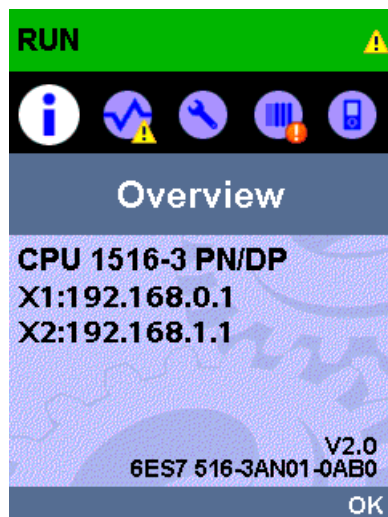 RUN
Overview
CPU 1516-3 PN/DP
X1:192.168.0.1
X2:192.168.1.1
V2.0
6ES7 516-3AN01-0AB0
OK